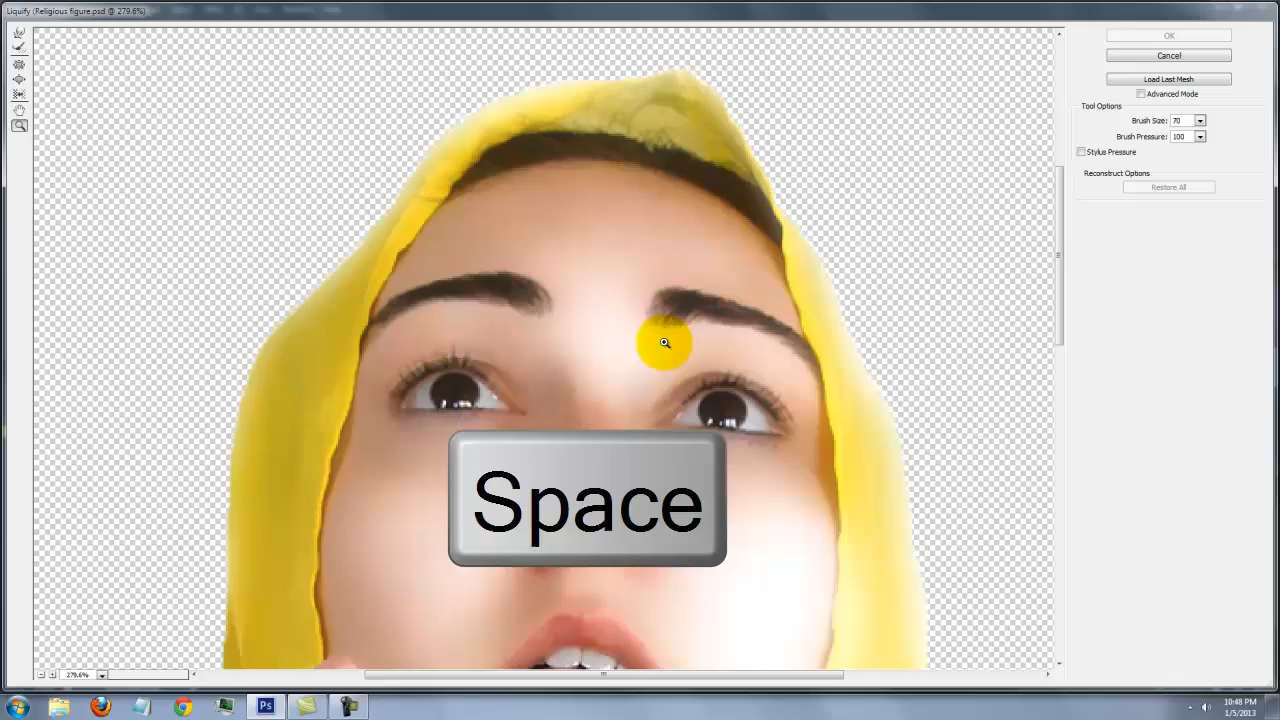 Liquify (Religious figure.psd @ 279.6%)
OK
Cancel
Load Last Mesh
Advanced Mode
Tool Options
Brush Size: 70
Brush Pressure: 100
Stylus Pressure
Reconstruct Options
Restore All
Space
279.6%
Ps
10:48 PM
1/5/2013